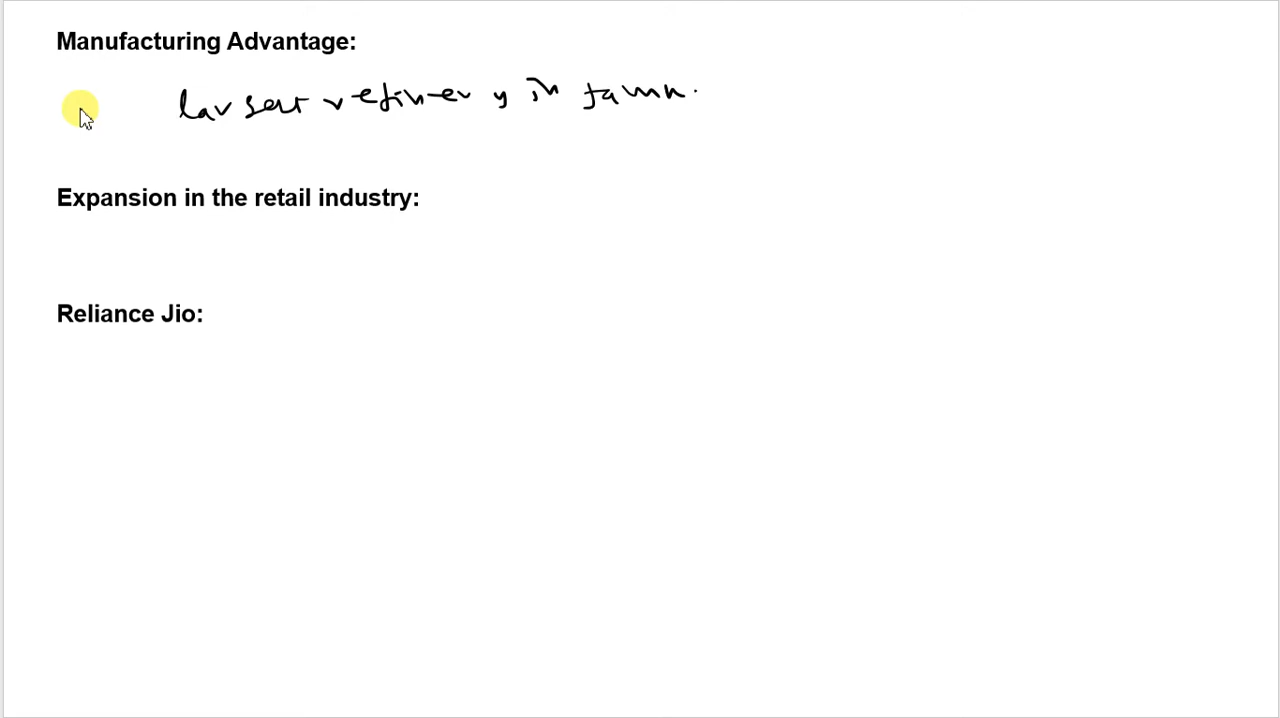 Manufacturing Advantage:
largest refinery in
Expansion in the retail industry:
Reliance Jio: